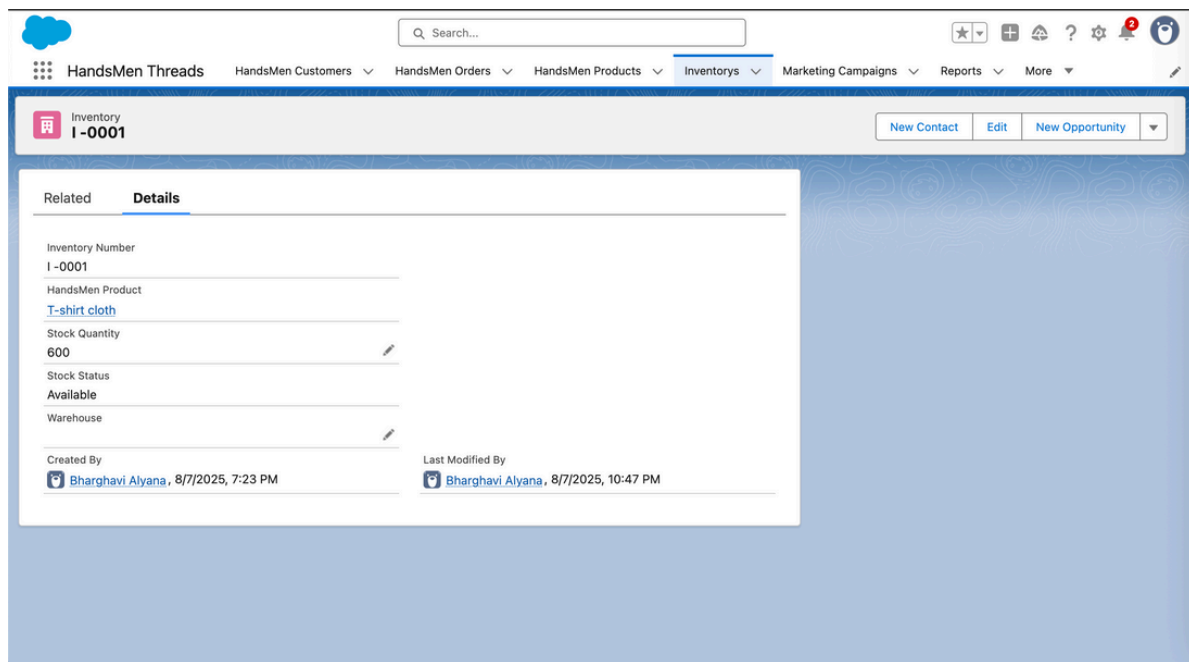 Search...
2
HandsMen Threads HandsMen Customers HandsMen Orders HandsMen Products Inventorys Marketing Campaigns Reports More
Inventory
I -0001
New Contact Edit New Opportunity
Related Details
Inventory Number
I -0001
HandsMen Product
T-shirt cloth
Stock Quantity
600
Stock Status
Available
Warehouse
Created By Last Modified By
Bharghavi Alyana, 8/7/2025, 7:23 PM Bharghavi Alyana, 8/7/2025, 10:47 PM